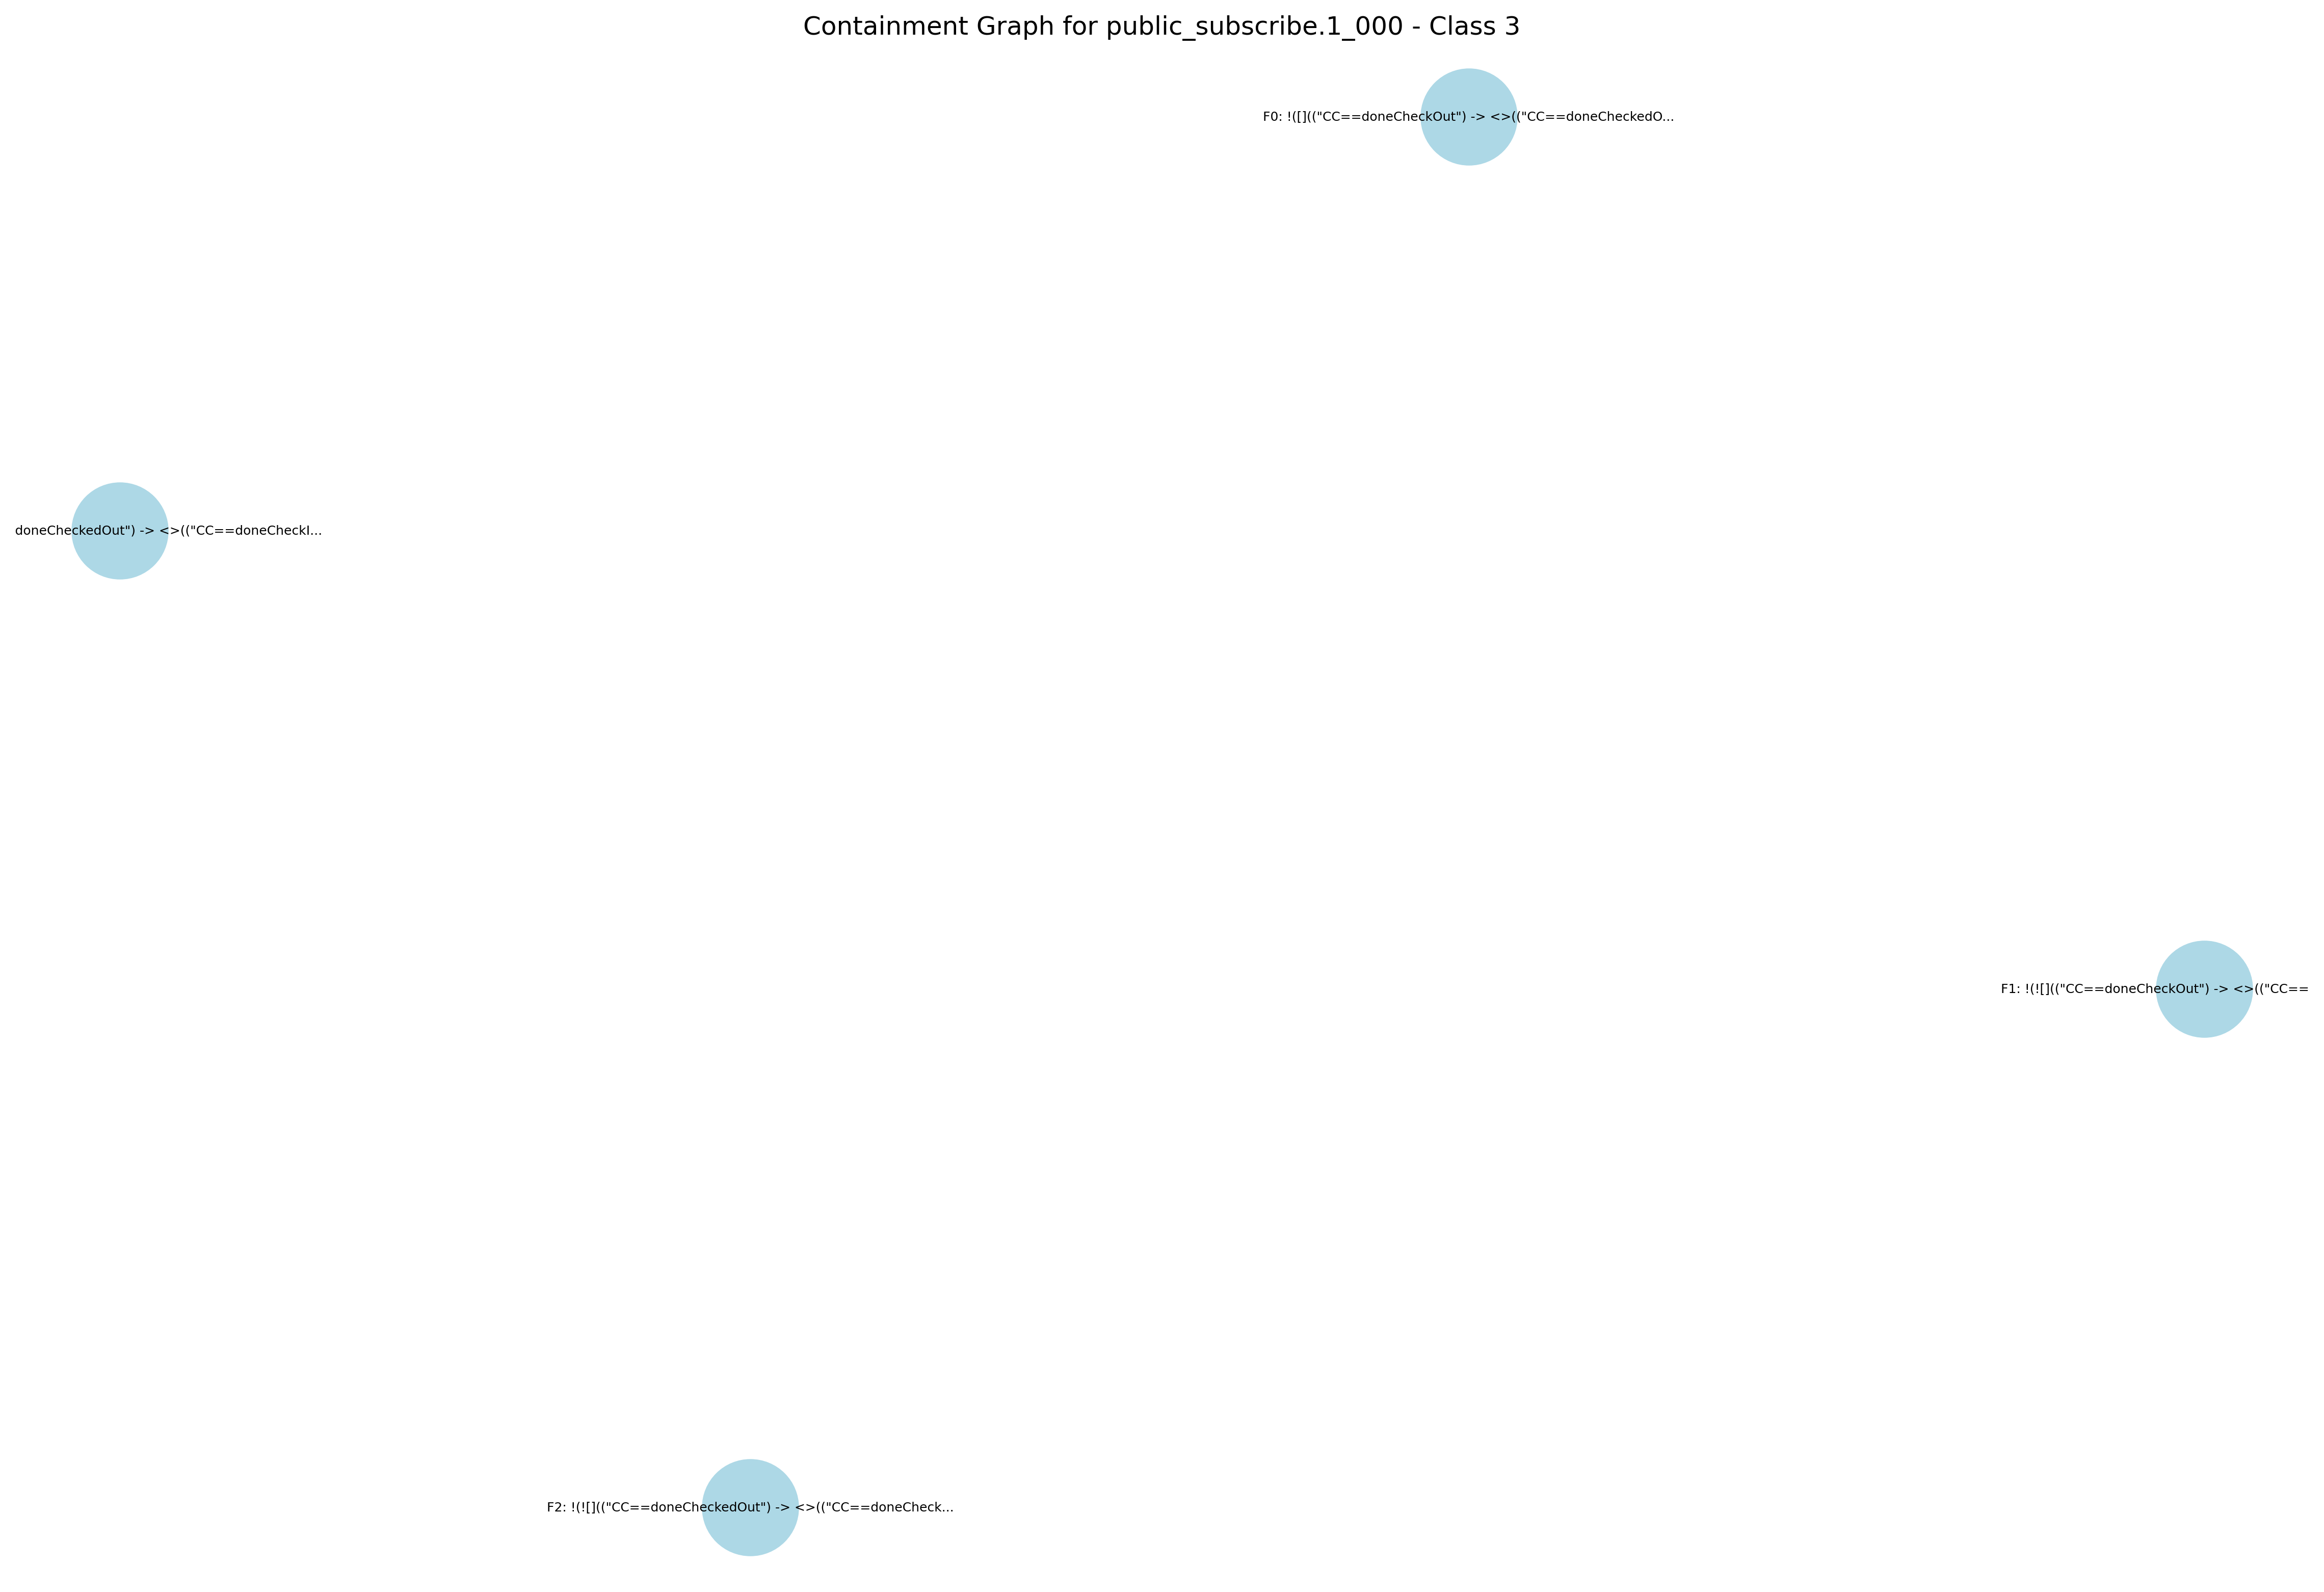 Containment Graph for public_subscribe.1_000 - Class 3
F0: !([](("CC==doneCheckOut") -> <>(("CC==doneCheckedO...
doneCheckedOut") -> <>(("CC==doneCheckI...
F1: !(![](("CC==doneCheckOut") -> <>(("CC==
F2: !(![](("CC==doneCheckedOut") -> <>(("CC==doneCheck...